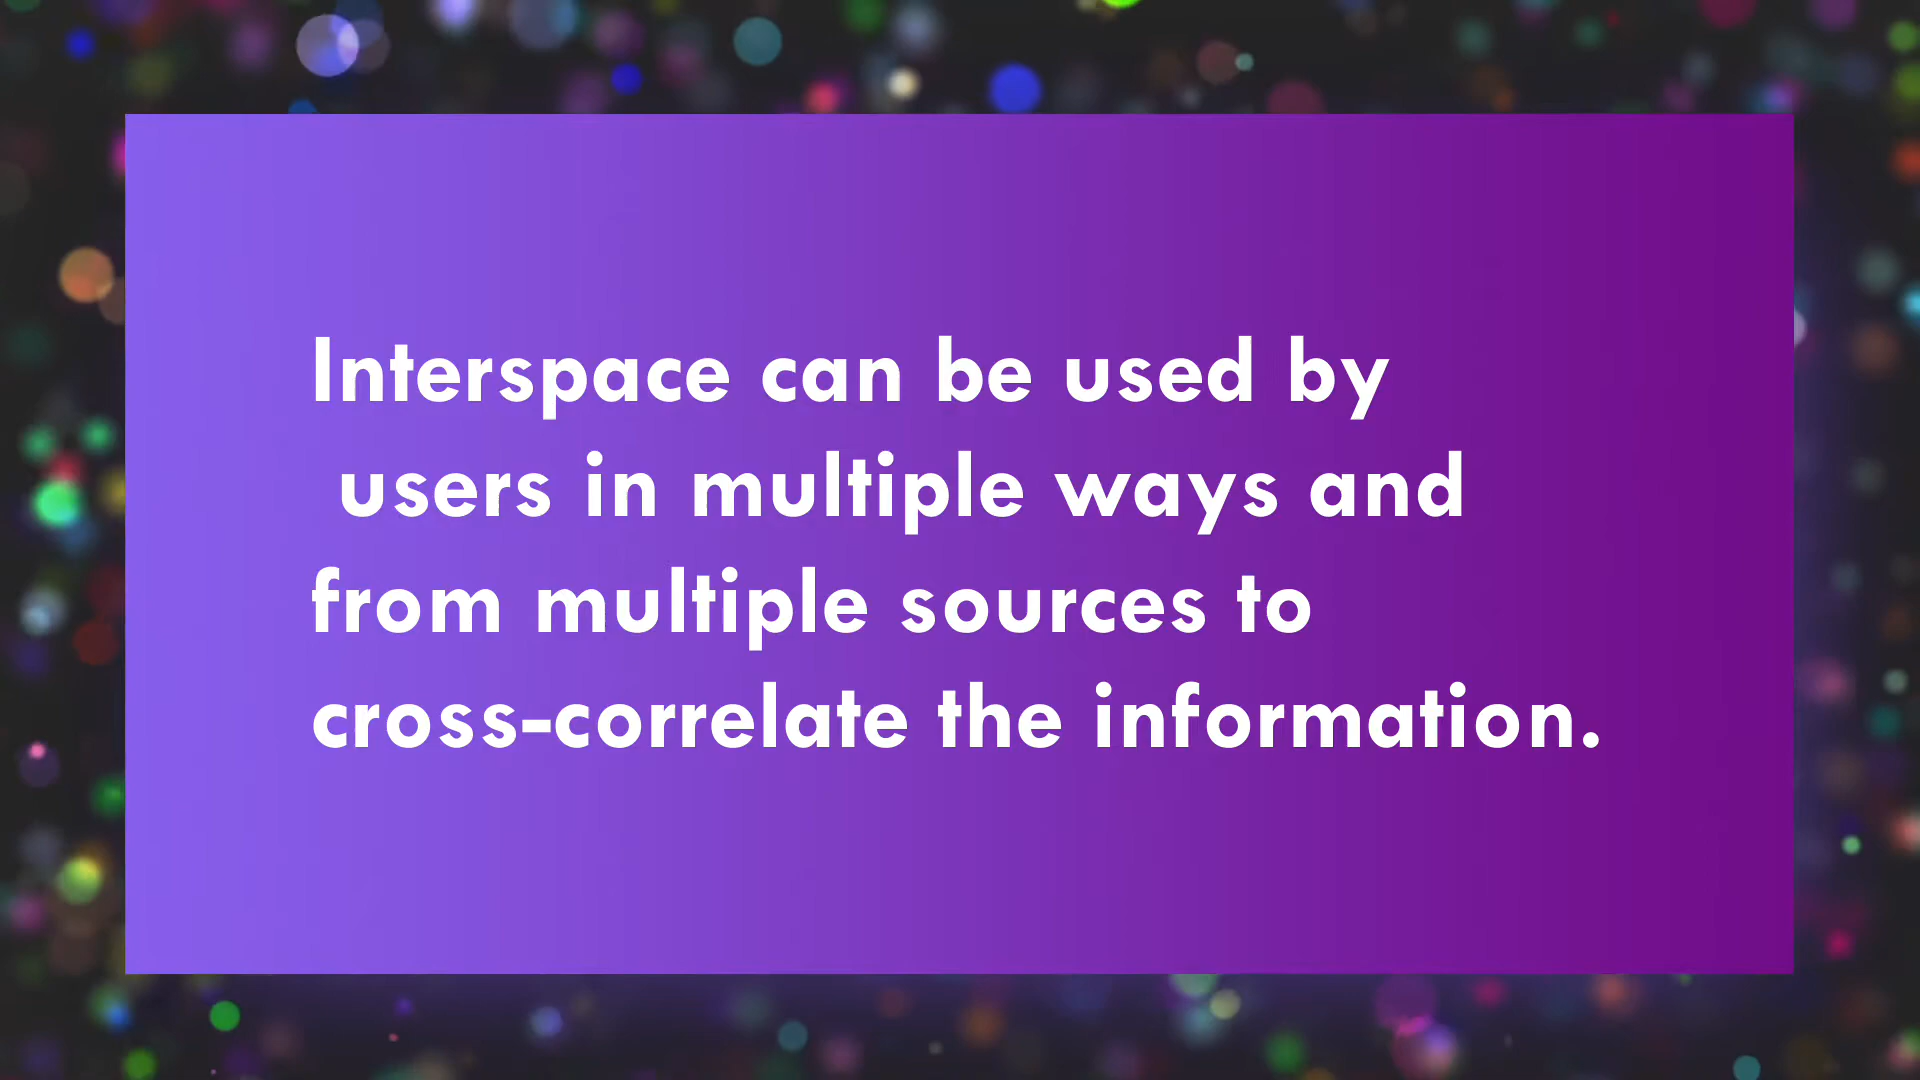 Interspace can be used by
users in multiple ways and
from multiple sources to
cross-correlate the information.